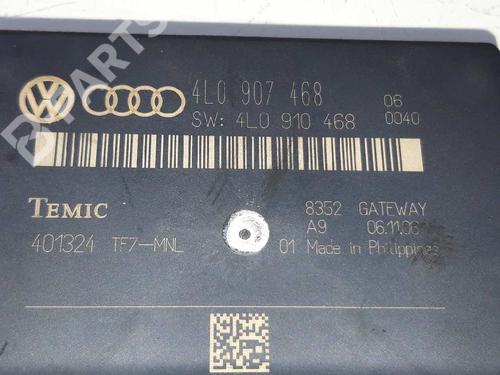 4L0 907 468
SW: 4L0 910 468
06
0040
TEMIC
401324 TF7-MNL
8352 GATEWAY
A9 06.11.06
01 Made in Philippines
B-PARTS